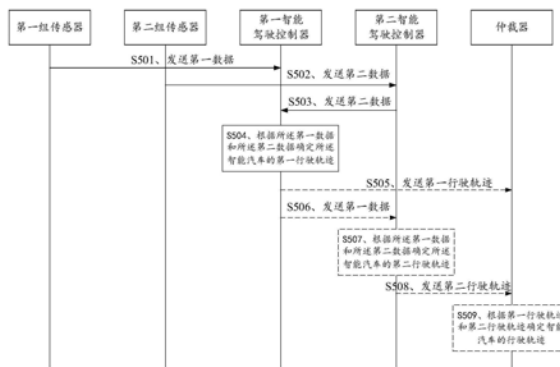 第一组传感器
第二组传感器
第一智能
驾驶控制器
第二智能
驾驶控制器
仲裁器
S501、发送第一数据
S502、发送第二数据
S503、发送第二数据
S504、根据所述第一数据
和所述第二数据确定所述
智能汽车的第一行驶轨迹
S505、发送第一行驶轨迹
S506、发送第一数据
S507、根据所述第一数据
和所述第二数据确定所述
智能汽车的第二行驶轨迹
S508、发送第二行驶轨迹
S509、根据第一行驶轨迹
和第二行驶轨迹确定智能
汽车的行驶轨迹